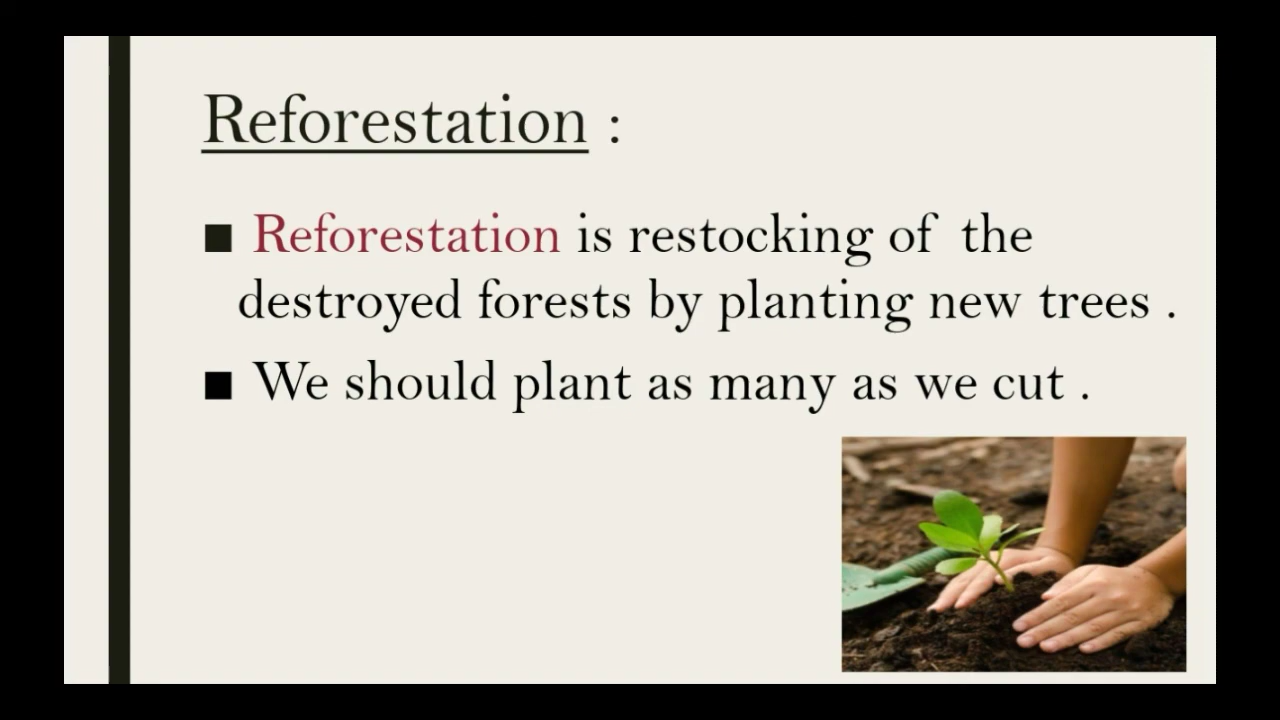 Reforestation :
■ Reforestation is restocking of  the
destroyed forests by planting new trees .
■ We should plant as many as we cut .